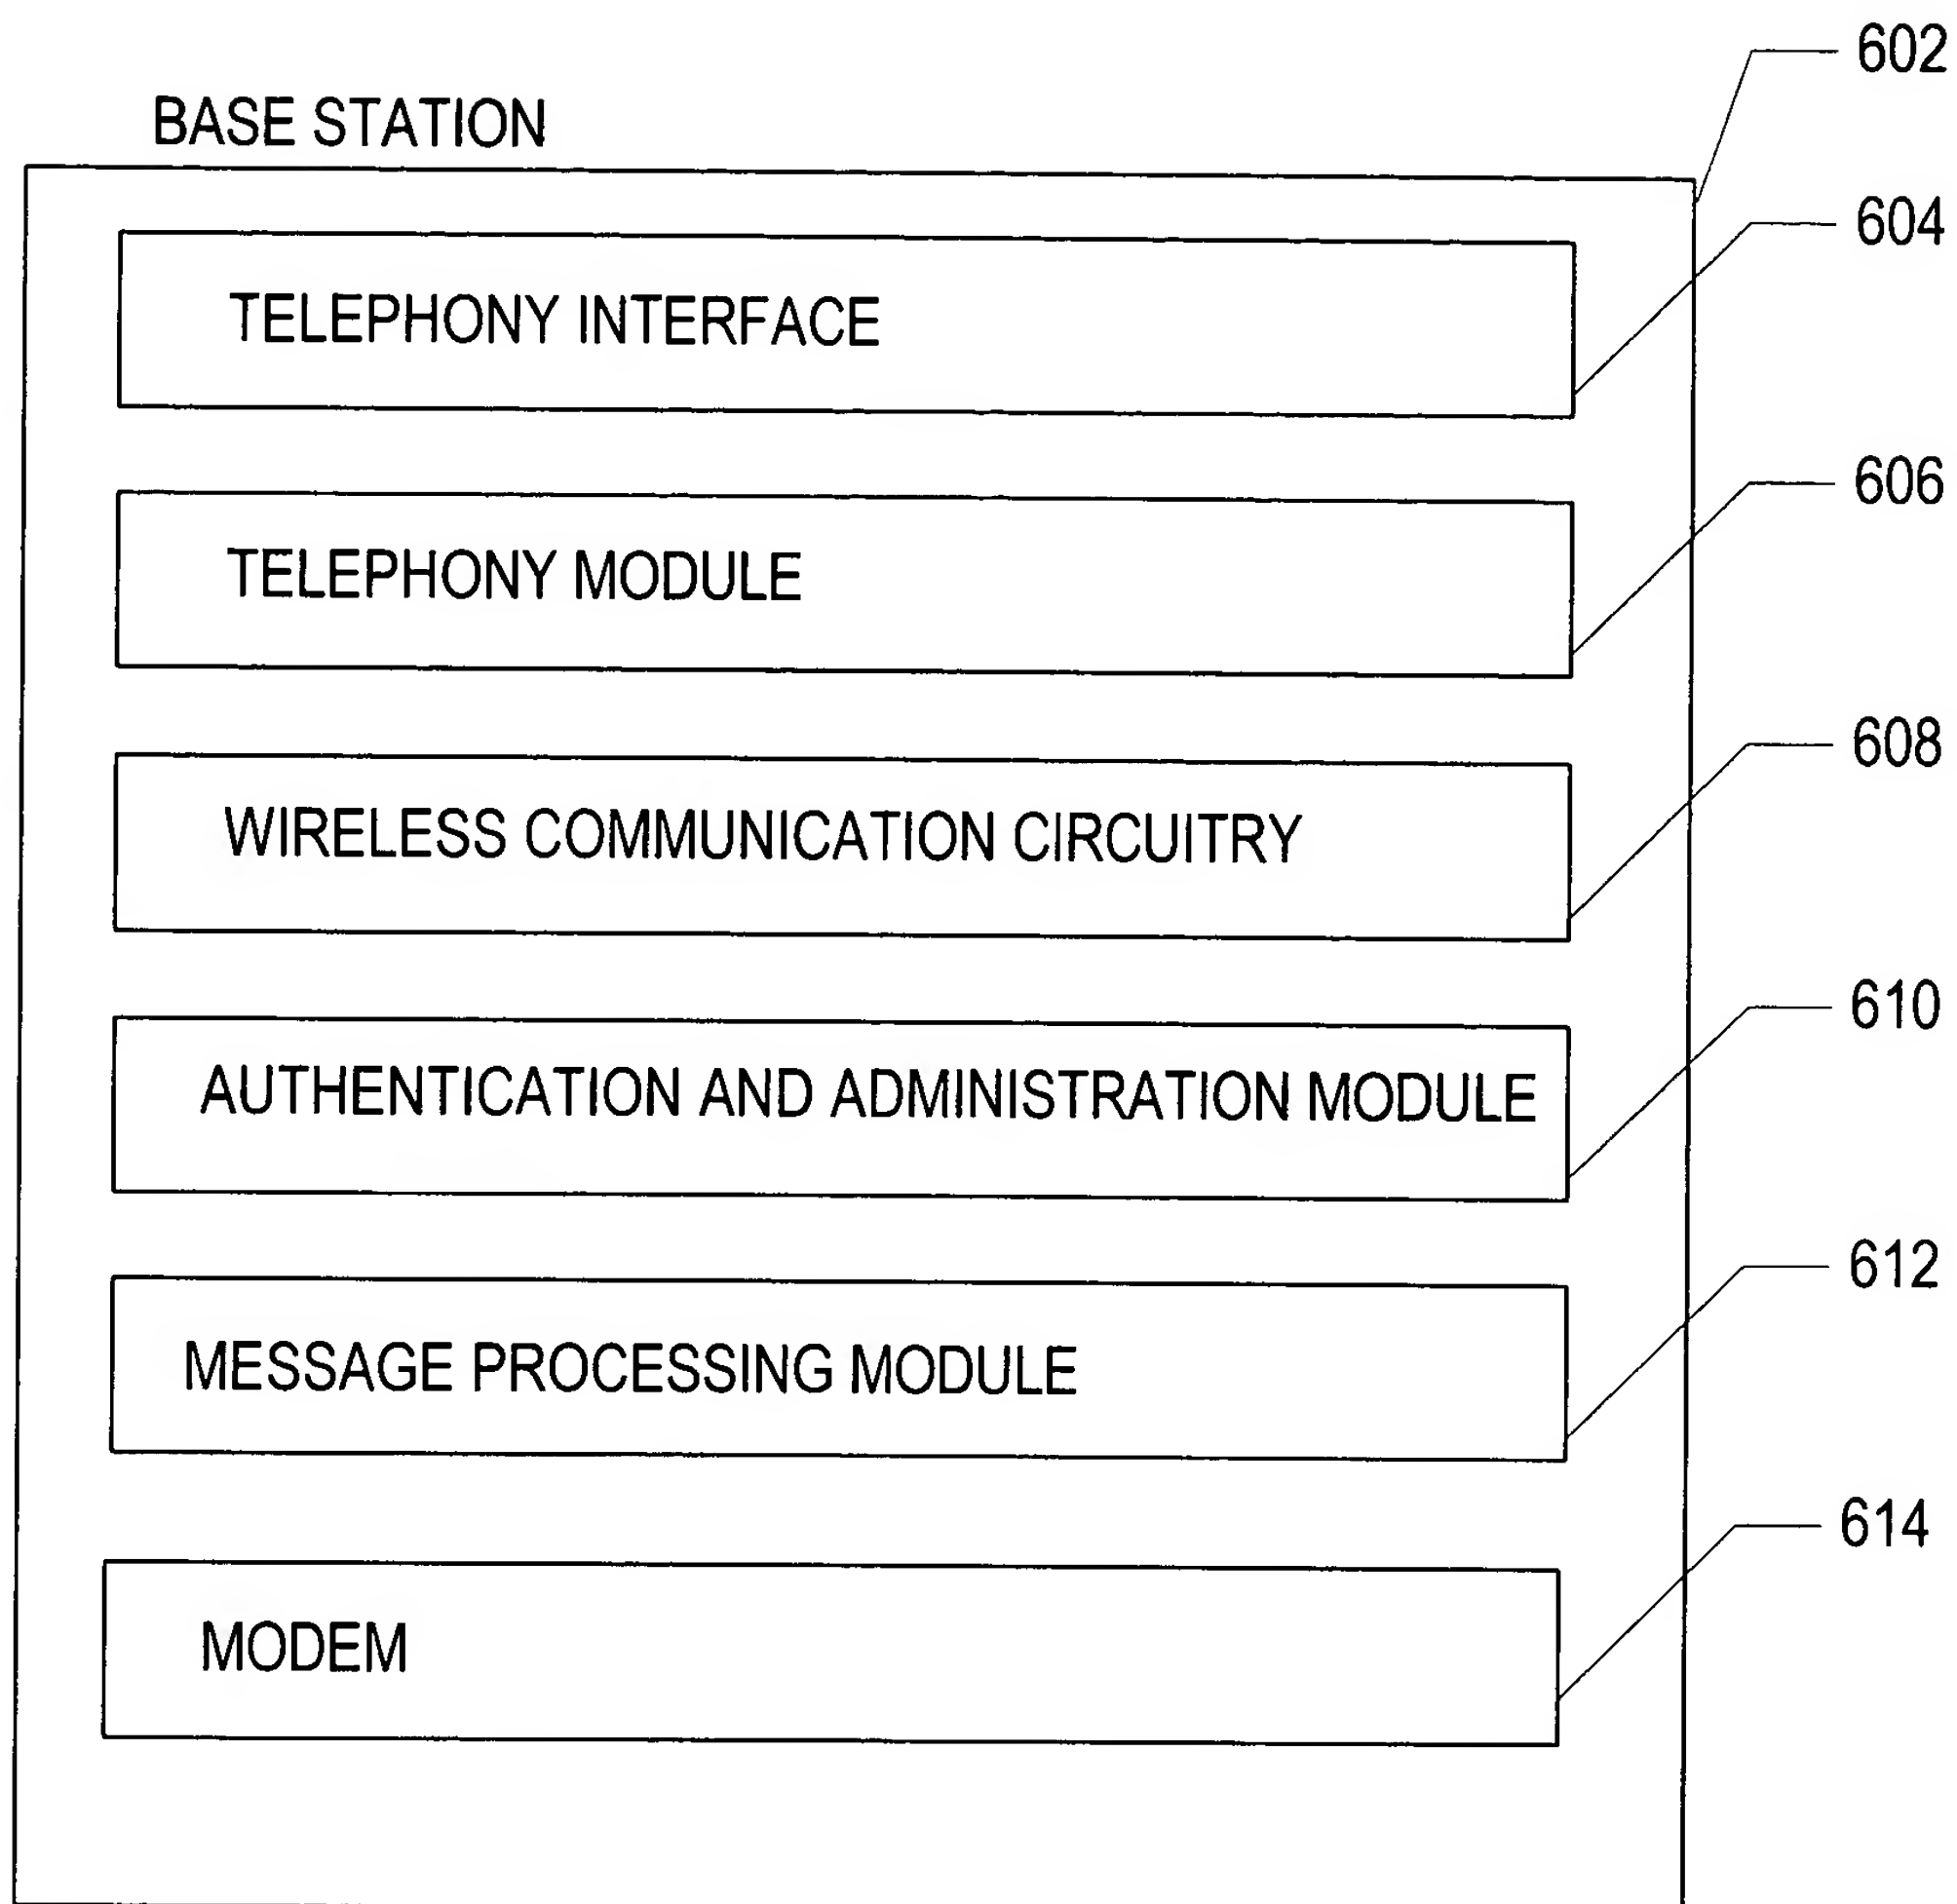 602
BASE STATION
604
TELEPHONY INTERFACE
606
TELEPHONY MODULE
608
WIRELESS COMMUNICATION CIRCUITRY
610
AUTHENTICATION AND ADMINISTRATION MODULE
612
MESSAGE PROCESSING MODULE
614
MODEM